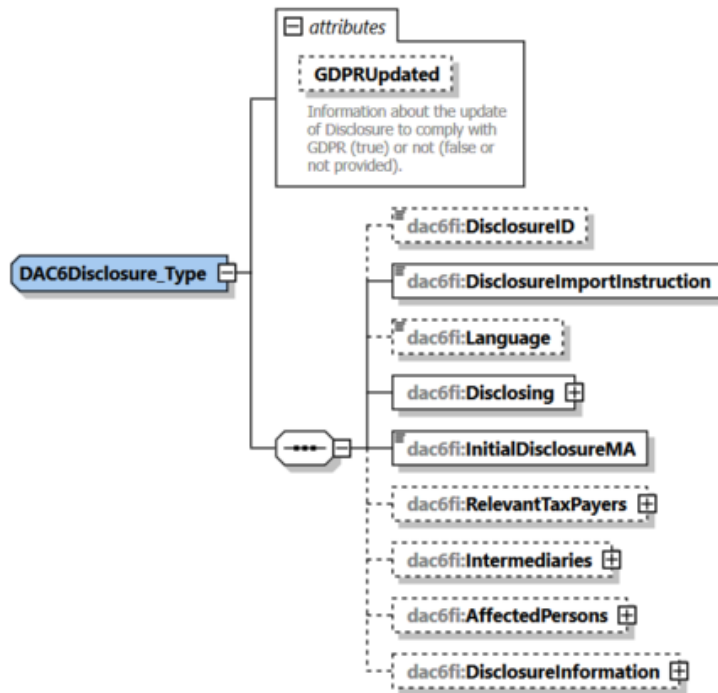 attributes
GDPRUpdated
Information about the update
of Disclosure to comply with
GDPR (true) or not (false or
not provided).
DAC6Disclosure_Type
dac6fi:DisclosureID
dac6fi:DisclosureImportInstruction
dac6fi:Language
dac6fi:Disclosing
dac6fi:InitialDisclosureMA
dac6fi:RelevantTaxPayers
dac6fi:Intermediaries
dac6fi:AffectedPersons
dac6fi:DisclosureInformation